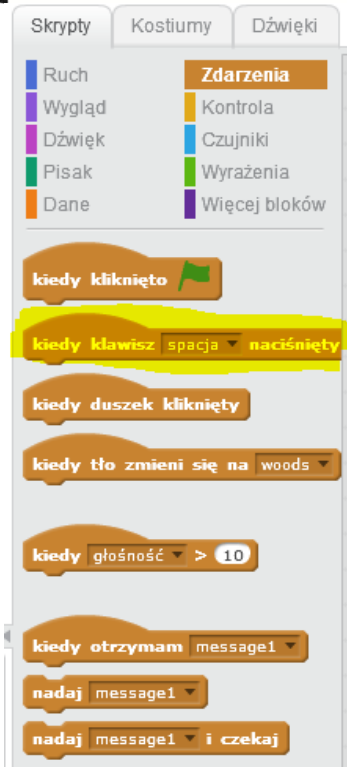 Skrypty Kostiumy Dźwięki
Ruch Zdarzenia
Wygląd Kontrola
Dźwięk Czujniki
Pisak Wyrażenia
Dane Więcej bloków
kiedy kliknięto
kiedy klawisz spacja naciśnięty
kiedy duszek kliknięty
kiedy tło zmieni się na woods
kiedy głośność > 10
kiedy otrzymam message1
nadaj message1
nadaj message1 i czekaj